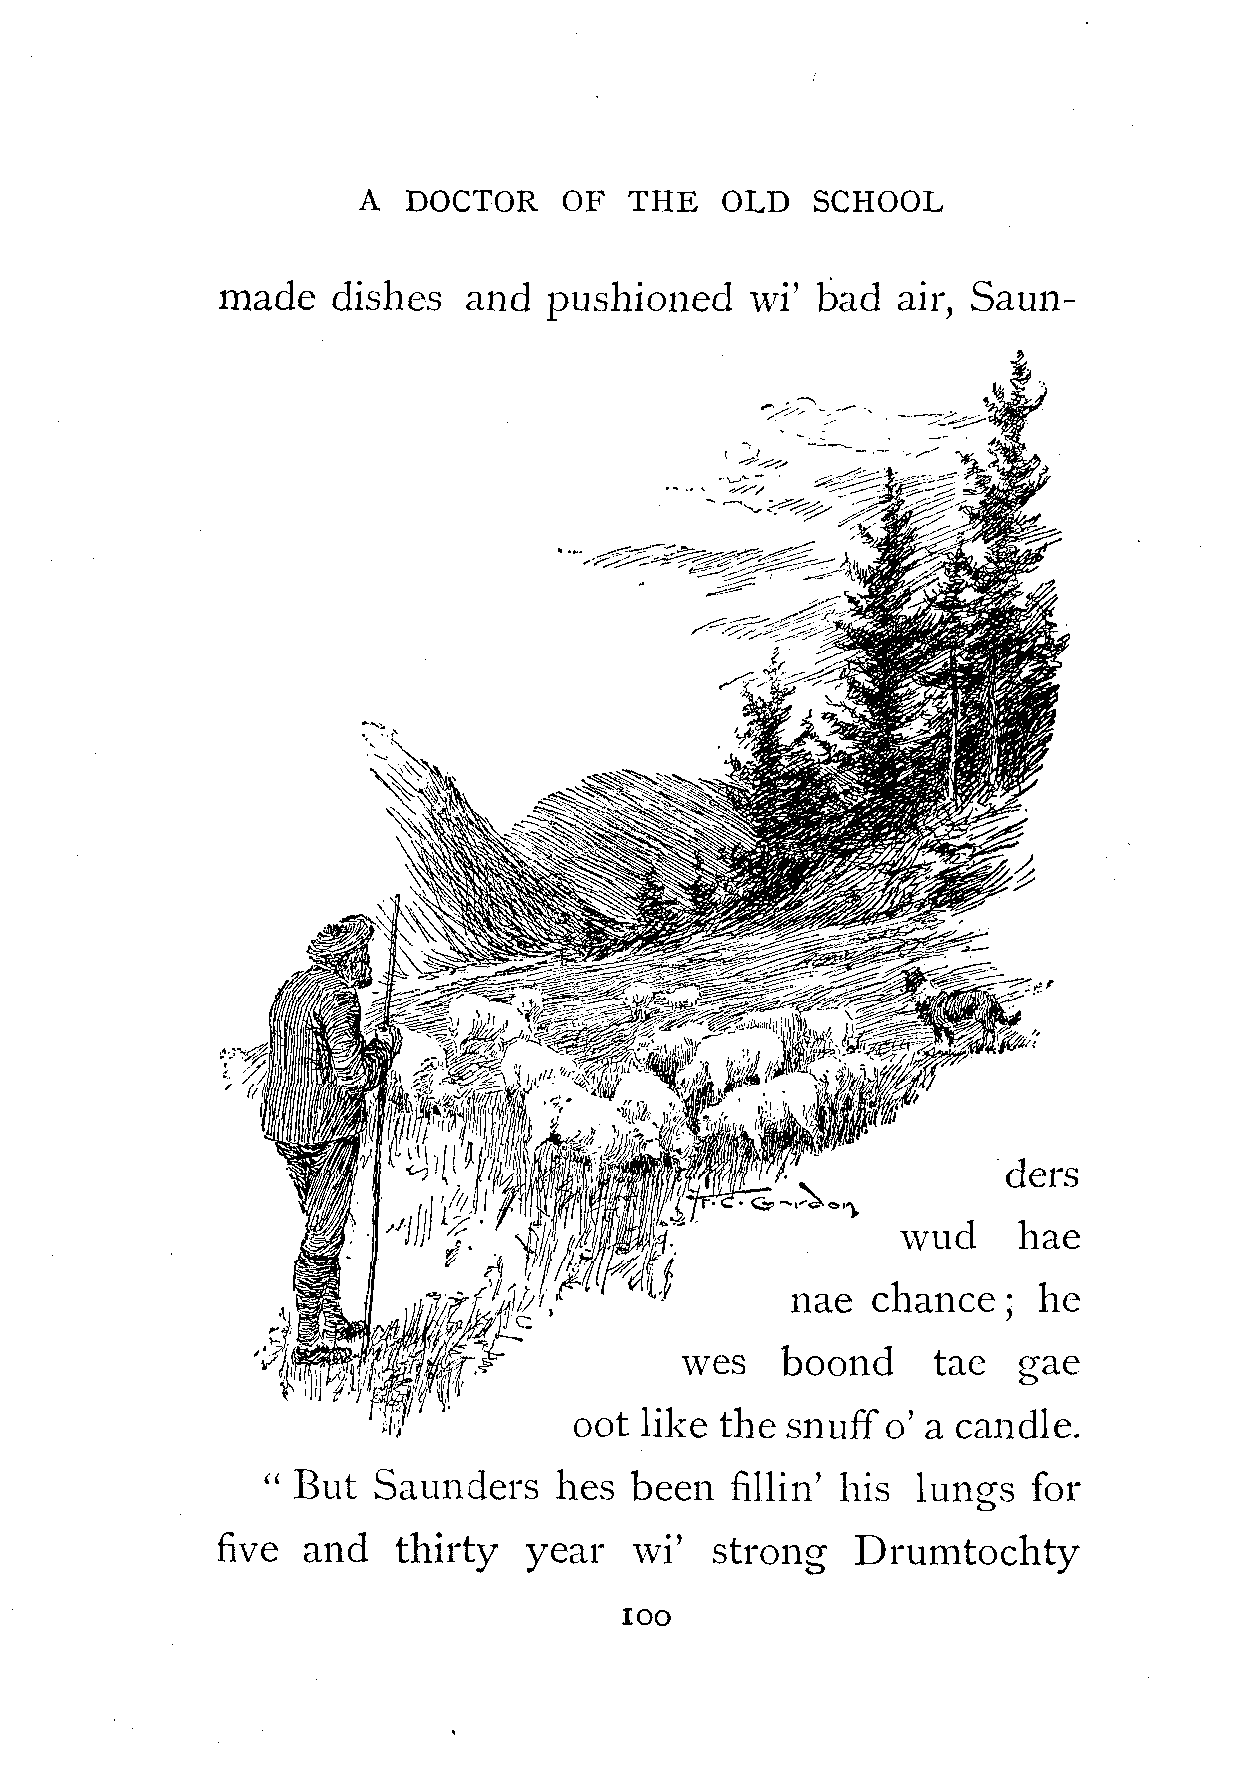 A DOCTOR OF THE OLD SCHOOL
made dishes and pushioned wi' bad air, Saun-
ders
wud hae
nae chance; he
wes boond tae gae
oot like the snuff o' a candle.
" But Saunders hes been fillin' his lungs for
five and thirty year wi' strong Drumtochty
100